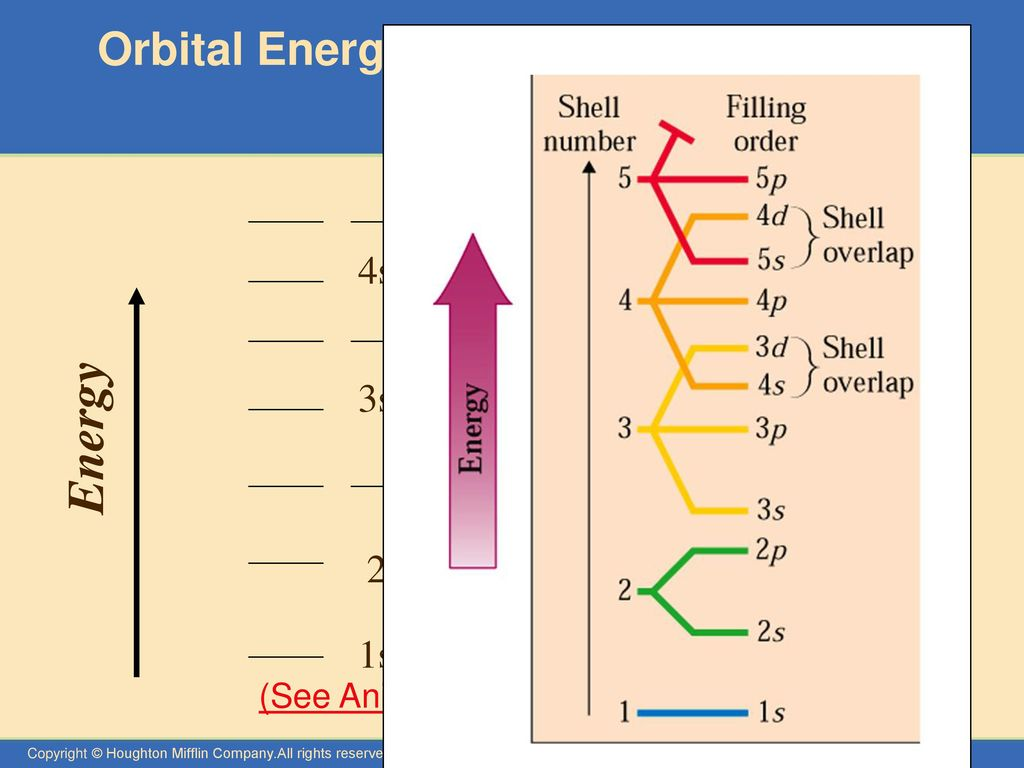 Orbital Energ
Shell number
Filling order
5
5p
4d
Shell overlap
5s
4
4p
3d
Shell overlap
4s
3
3p
3s
2
2p
2s
1
1s
Energy
Energy
4s
3s
2
1s
(See An
Copyright © Houghton Mifflin Company.All rights reserve